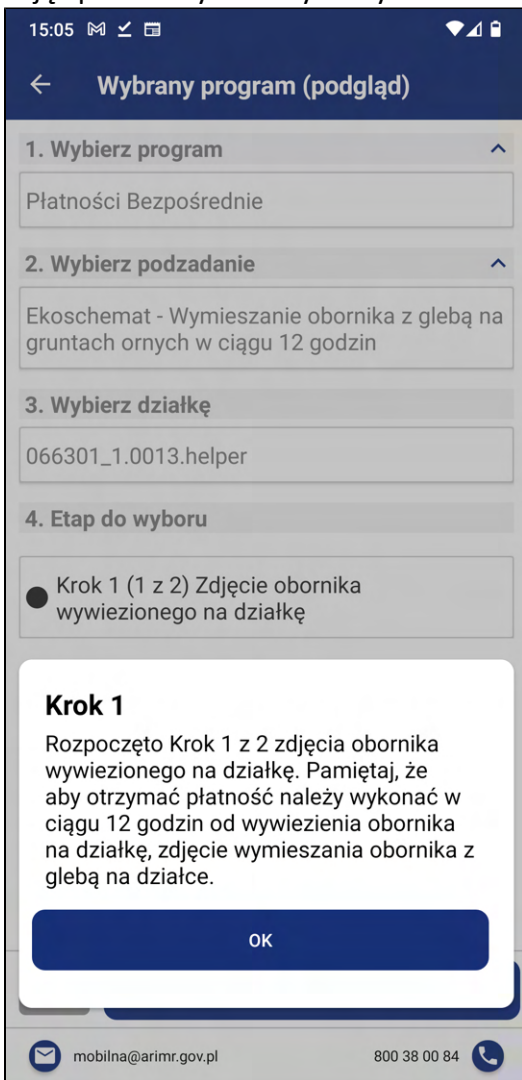 15:05
Wybrany program (podgląd)
1. Wybierz program
Płatności Bezpośrednie
2. Wybierz podzadanie
Ekoschemat - Wymieszanie obornika z glebą na
gruntach ornych w ciągu 12 godzin
3. Wybierz działkę
066301_1.0013.helper
4. Etap do wyboru
Krok 1 (1 z 2) Zdjęcie obornika
wywiezionego na działkę
Krok 1
Rozpoczęto Krok 1 z 2 zdjęcia obornika
wywiezionego na działkę. Pamiętaj, że
aby otrzymać płatność należy wykonać w
ciągu 12 godzin od wywiezienia obornika
na działkę, zdjęcie wymieszania obornika z
glebą na działce.
OK
mobilna@arimr.gov.pl
800 38 00 84